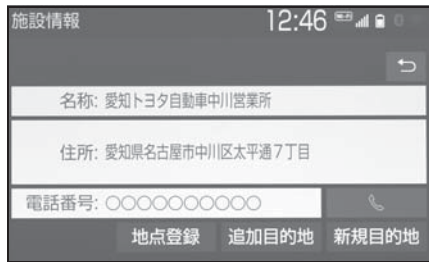 施設情報 12:46
名称: 愛知トヨタ自動車中川営業所
住所: 愛知県名古屋市中川区太平通7丁目
電話番号: ○○○○○○○○○○
地点登録 追加目的地 新規目的地